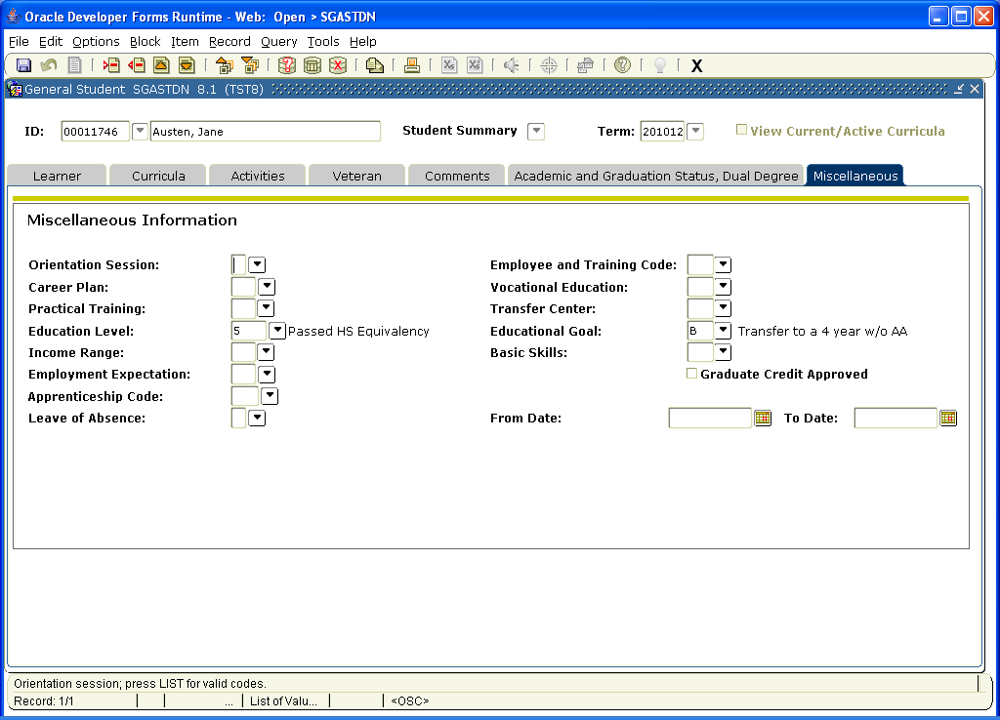 Oracle Developer Forms Runtime - Web: Open > SGASTDN
File Edit Options Block Item Record Query Tools Help
General Student SGASTDN 8.1 (TST8)
ID: 00011746 Austen, Jane Student Summary Term: 201012 View Current/Active Curricula
Learner Curricula Activities Veteran Comments Academic and Graduation Status, Dual Degree Miscellaneous
Miscellaneous Information
Orientation Session: Employee and Training Code:
Career Plan: Vocational Education:
Practical Training: Transfer Center:
Education Level: 5 Passed HS Equivalency Educational Goal: B Transfer to a 4 year w/o AA
Income Range: Basic Skills:
Employment Expectation: Graduate Credit Approved
Apprenticeship Code:
Leave of Absence: From Date: To Date:
Orientation session; press LIST for valid codes.
Record: 1/1 ... List of Valu... <OSC>